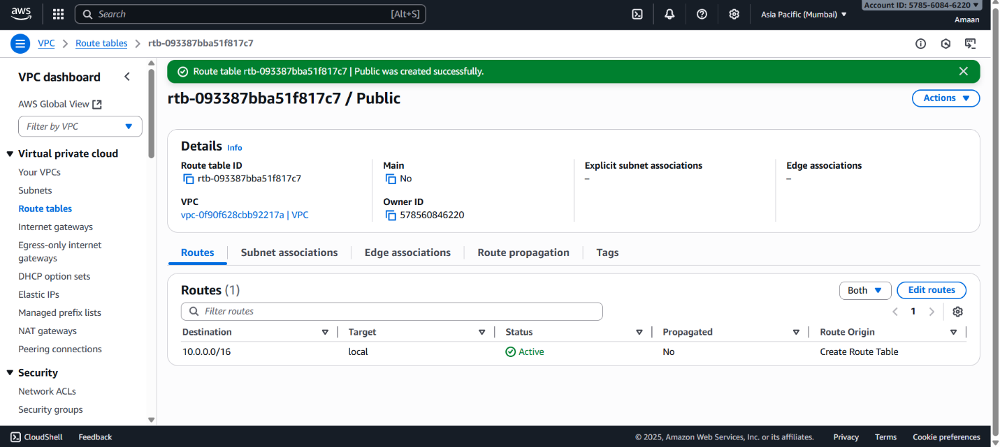 aws
Search [Alt+S]
Asia Pacific (Mumbai)
Account ID: 5785-6084-6220
Amaan
VPC
Route tables
rtb-093387bba51f817c7
VPC dashboard
AWS Global View
Filter by VPC
Virtual private cloud
Your VPCs
Subnets
Route tables
Internet gateways
Egress-only internet
gateways
DHCP option sets
Elastic IPs
Managed prefix lists
NAT gateways
Peering connections
Security
Network ACLs
Security groups
Route table rtb-093387bba51f817c7 | Public was created successfully.
rtb-093387bba51f817c7 / Public
Actions
Details Info
Route table ID
rtb-093387bba51f817c7
Main
No
Explicit subnet associations
–
Edge associations
–
VPC
vpc-0f90f628cbb92217a | VPC
Owner ID
578560846220
Routes Subnet associations Edge associations Route propagation Tags
Routes (1)
Both Edit routes
Filter routes
1
Destination Target Status Propagated Route Origin
10.0.0.0/16 local Active No Create Route Table
CloudShell Feedback © 2025, Amazon Web Services, Inc. or its affiliates. Privacy Terms Cookie preferences